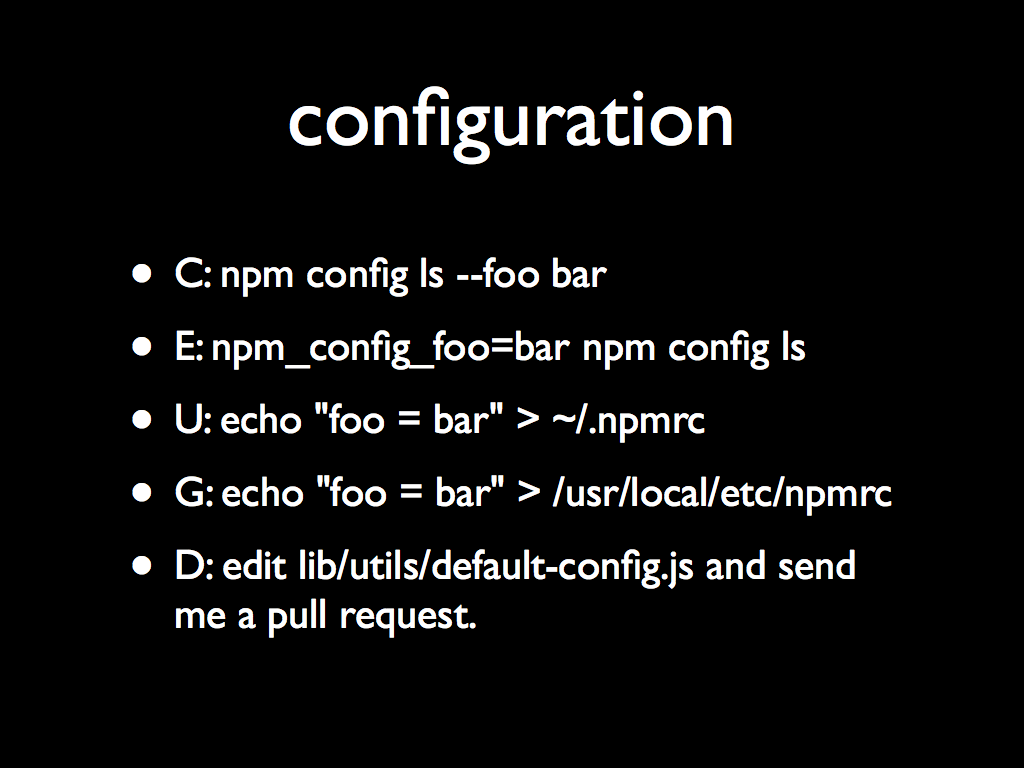 configuration
• C: npm config ls --foo bar
• E: npm_config_foo=bar npm config ls
• U: echo "foo = bar" > ~/.npmrc
• G: echo "foo = bar" > /usr/local/etc/npmrc
• D: edit lib/utils/default-config.js and send
me a pull request.